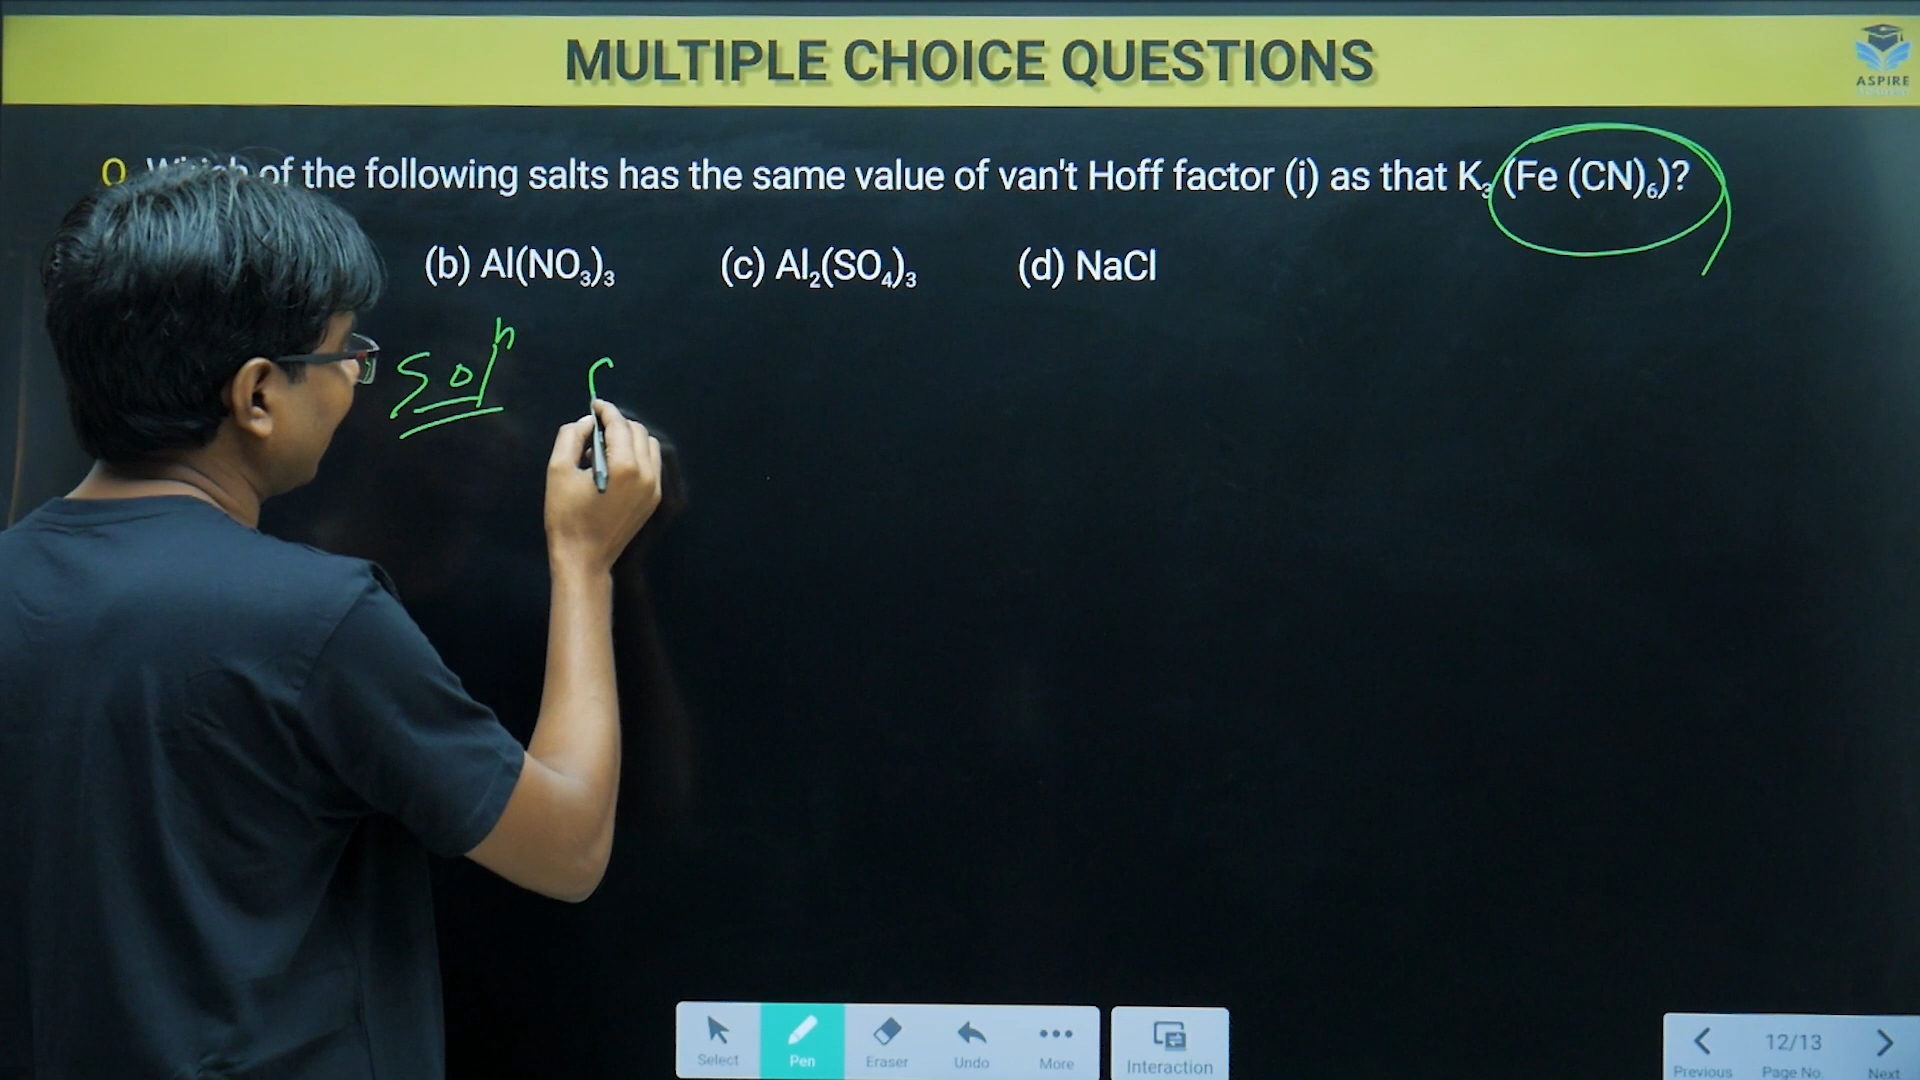 MULTIPLE CHOICE QUESTIONS
ASPIRE
of the following salts has the same value of van't Hoff factor (i) as that K₃ (Fe (CN)₆)?
(b) Al(NO₃)₃ (c) Al₂(SO₄)₃ (d) NaCl
Solⁿ
Select Pen Eraser Undo More Interaction
Previous 12/13 Page No. Next